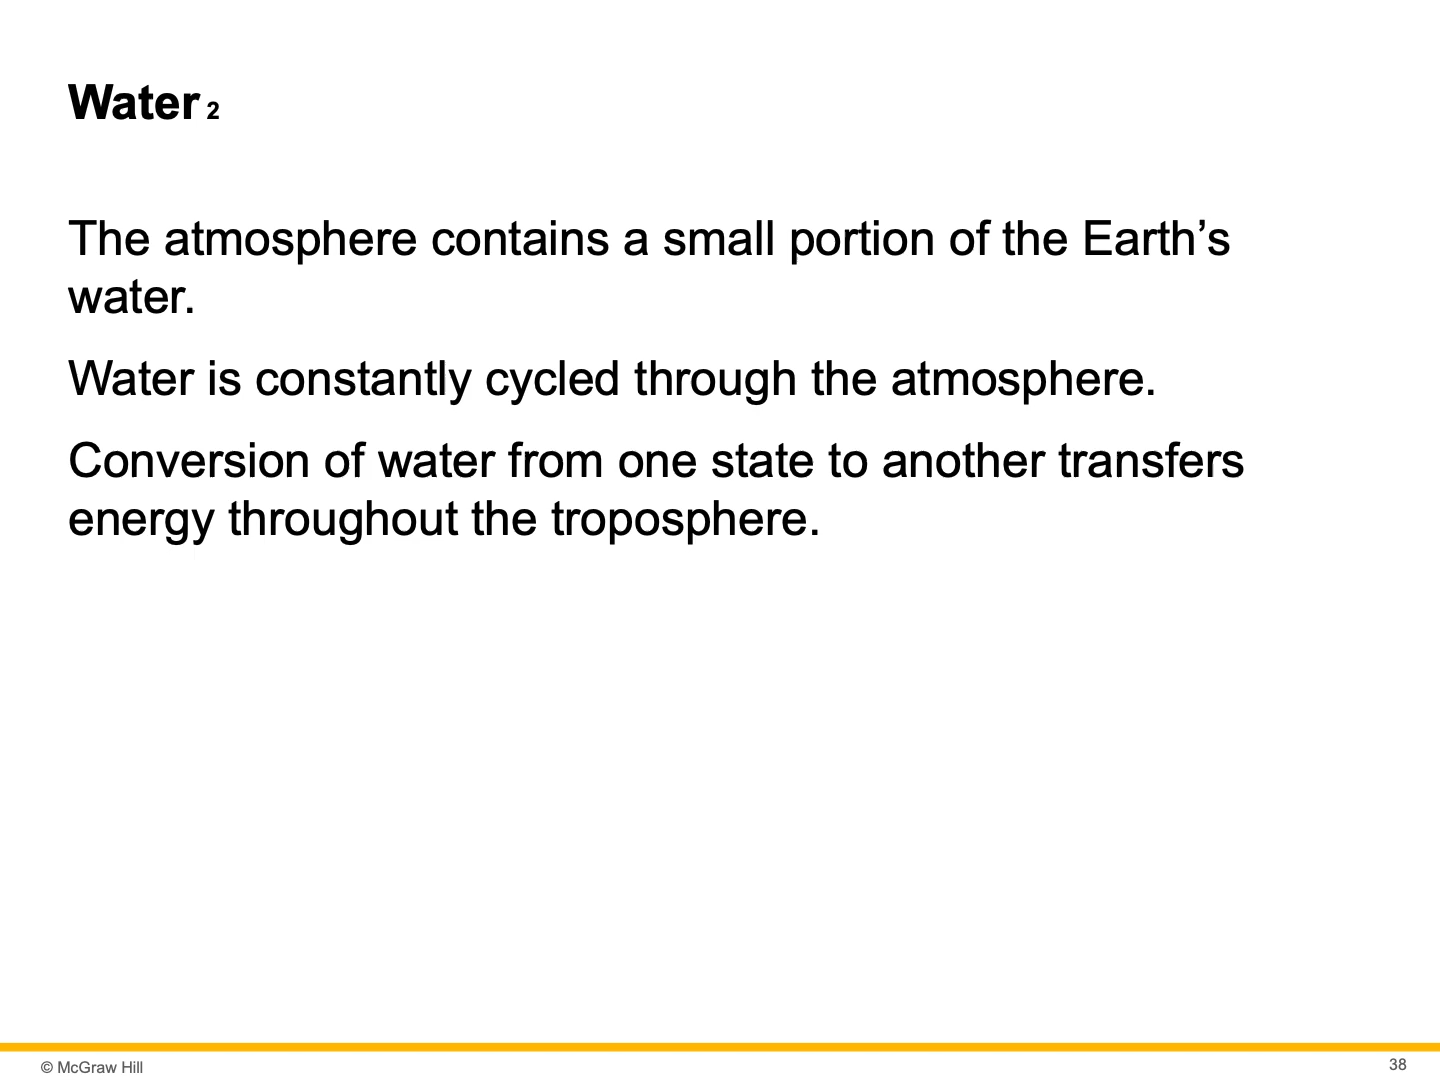 Water 2
The atmosphere contains a small portion of the Earth’s
water.
Water is constantly cycled through the atmosphere.
Conversion of water from one state to another transfers
energy throughout the troposphere.
© McGraw Hill
38